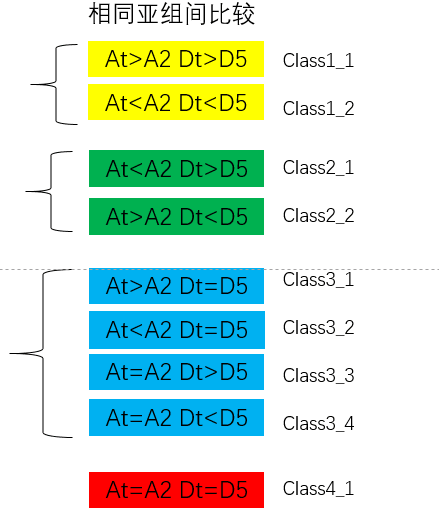 相同亚组间比较
At>A2 Dt>D5 Class1_1
At<A2 Dt<D5 Class1_2
At<A2 Dt>D5 Class2_1
At>A2 Dt<D5 Class2_2
At>A2 Dt=D5 Class3_1
At<A2 Dt=D5 Class3_2
At=A2 Dt>D5 Class3_3
At=A2 Dt<D5 Class3_4
At=A2 Dt=D5 Class4_1